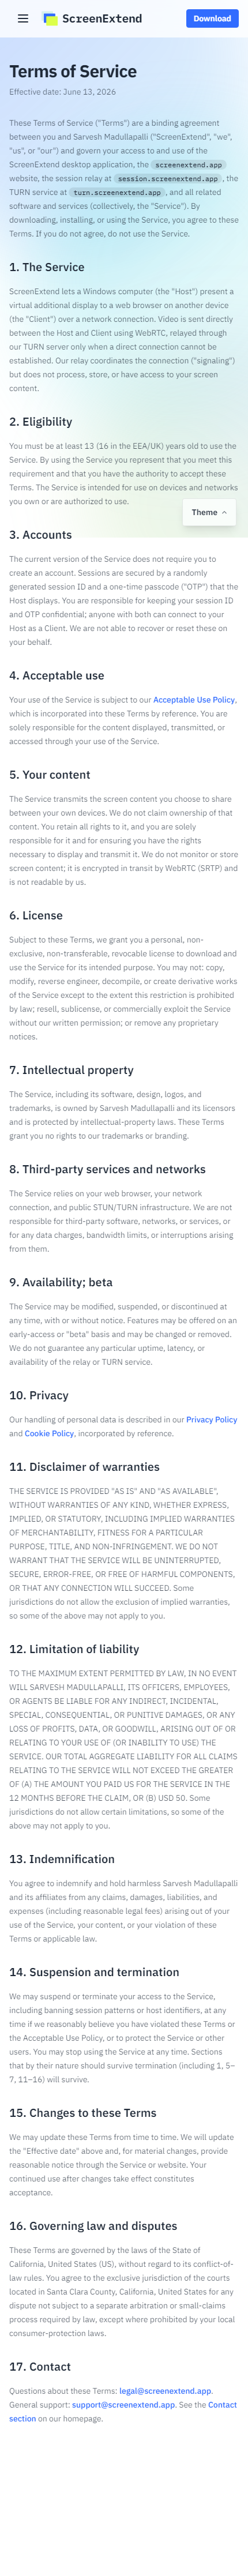 ScreenExtend
Download
Terms of Service
Effective date: June 13, 2026
These Terms of Service ("Terms") are a binding agreement
between you and Sarvesh Madullapalli ("ScreenExtend", "we",
"us", or "our") and govern your access to and use of the
ScreenExtend desktop application, the screenextend.app
website, the session relay at session.screenextend.app, the
TURN service at turn.screenextend.app, and all related
software and services (collectively, the "Service"). By
downloading, installing, or using the Service, you agree to these
Terms. If you do not agree, do not use the Service.
1. The Service
ScreenExtend lets a Windows computer (the "Host") present a
virtual additional display to a web browser on another device
(the "Client") over a network connection. Video is sent directly
between the Host and Client using WebRTC, relayed through
our TURN server only when a direct connection cannot be
established. Our relay coordinates the connection ("signaling")
but does not process, store, or have access to your screen
content.
2. Eligibility
You must be at least 13 (16 in the EEA/UK) years old to use the
Service. By using the Service you represent that you meet this
requirement and that you have the authority to accept these
Terms. The Service is intended for use on devices and networks
you own or are authorized to use.
Theme
3. Accounts
The current version of the Service does not require you to
create an account. Sessions are secured by a randomly
generated session ID and a one-time passcode ("OTP") that the
Host displays. You are responsible for keeping your session ID
and OTP confidential; anyone with both can connect to your
Host as a Client. We are not able to recover or reset these on
your behalf.
4. Acceptable use
Your use of the Service is subject to our Acceptable Use Policy,
which is incorporated into these Terms by reference. You are
solely responsible for the content displayed, transmitted, or
accessed through your use of the Service.
5. Your content
The Service transmits the screen content you choose to share
between your own devices. We do not claim ownership of that
content. You retain all rights to it, and you are solely
responsible for it and for ensuring you have the rights
necessary to display and transmit it. We do not monitor or store
screen content; it is encrypted in transit by WebRTC (SRTP) and
is not readable by us.
6. License
Subject to these Terms, we grant you a personal, non-
exclusive, non-transferable, revocable license to download and
use the Service for its intended purpose. You may not: copy,
modify, reverse engineer, decompile, or create derivative works
of the Service except to the extent this restriction is prohibited
by law; resell, sublicense, or commercially exploit the Service
without our written permission; or remove any proprietary
notices.
7. Intellectual property
The Service, including its software, design, logos, and
trademarks, is owned by Sarvesh Madullapalli and its licensors
and is protected by intellectual-property laws. These Terms
grant you no rights to our trademarks or branding.
8. Third-party services and networks
The Service relies on your web browser, your network
connection, and public STUN/TURN infrastructure. We are not
responsible for third-party software, networks, or services, or
for any data charges, bandwidth limits, or interruptions arising
from them.
9. Availability; beta
The Service may be modified, suspended, or discontinued at
any time, with or without notice. Features may be offered on an
early-access or "beta" basis and may be changed or removed.
We do not guarantee any particular uptime, latency, or
availability of the relay or TURN service.
10. Privacy
Our handling of personal data is described in our Privacy Policy
and Cookie Policy, incorporated by reference.
11. Disclaimer of warranties
THE SERVICE IS PROVIDED "AS IS" AND "AS AVAILABLE",
WITHOUT WARRANTIES OF ANY KIND, WHETHER EXPRESS,
IMPLIED, OR STATUTORY, INCLUDING IMPLIED WARRANTIES
OF MERCHANTABILITY, FITNESS FOR A PARTICULAR
PURPOSE, TITLE, AND NON-INFRINGEMENT. WE DO NOT
WARRANT THAT THE SERVICE WILL BE UNINTERRUPTED,
SECURE, ERROR-FREE, OR FREE OF HARMFUL COMPONENTS,
OR THAT ANY CONNECTION WILL SUCCEED. Some
jurisdictions do not allow the exclusion of implied warranties,
so some of the above may not apply to you.
12. Limitation of liability
TO THE MAXIMUM EXTENT PERMITTED BY LAW, IN NO EVENT
WILL SARVESH MADULLAPALLI, ITS OFFICERS, EMPLOYEES,
OR AGENTS BE LIABLE FOR ANY INDIRECT, INCIDENTAL,
SPECIAL, CONSEQUENTIAL, OR PUNITIVE DAMAGES, OR ANY
LOSS OF PROFITS, DATA, OR GOODWILL, ARISING OUT OF OR
RELATING TO YOUR USE OF (OR INABILITY TO USE) THE
SERVICE. OUR TOTAL AGGREGATE LIABILITY FOR ALL CLAIMS
RELATING TO THE SERVICE WILL NOT EXCEED THE GREATER
OF (A) THE AMOUNT YOU PAID US FOR THE SERVICE IN THE
12 MONTHS BEFORE THE CLAIM, OR (B) USD 50. Some
jurisdictions do not allow certain limitations, so some of the
above may not apply to you.
13. Indemnification
You agree to indemnify and hold harmless Sarvesh Madullapalli
and its affiliates from any claims, damages, liabilities, and
expenses (including reasonable legal fees) arising out of your
use of the Service, your content, or your violation of these
Terms or applicable law.
14. Suspension and termination
We may suspend or terminate your access to the Service,
including banning session patterns or host identifiers, at any
time if we reasonably believe you have violated these Terms or
the Acceptable Use Policy, or to protect the Service or other
users. You may stop using the Service at any time. Sections
that by their nature should survive termination (including 1, 5–
7, 11–16) will survive.
15. Changes to these Terms
We may update these Terms from time to time. We will update
the "Effective date" above and, for material changes, provide
reasonable notice through the Service or website. Your
continued use after changes take effect constitutes
acceptance.
16. Governing law and disputes
These Terms are governed by the laws of the State of
California, United States (US), without regard to its conflict-of-
law rules. You agree to the exclusive jurisdiction of the courts
located in Santa Clara County, California, United States for any
dispute not subject to a separate arbitration or small-claims
process required by law, except where prohibited by your local
consumer-protection laws.
17. Contact
Questions about these Terms: legal@screenextend.app.
General support: support@screenextend.app. See the Contact
section on our homepage.